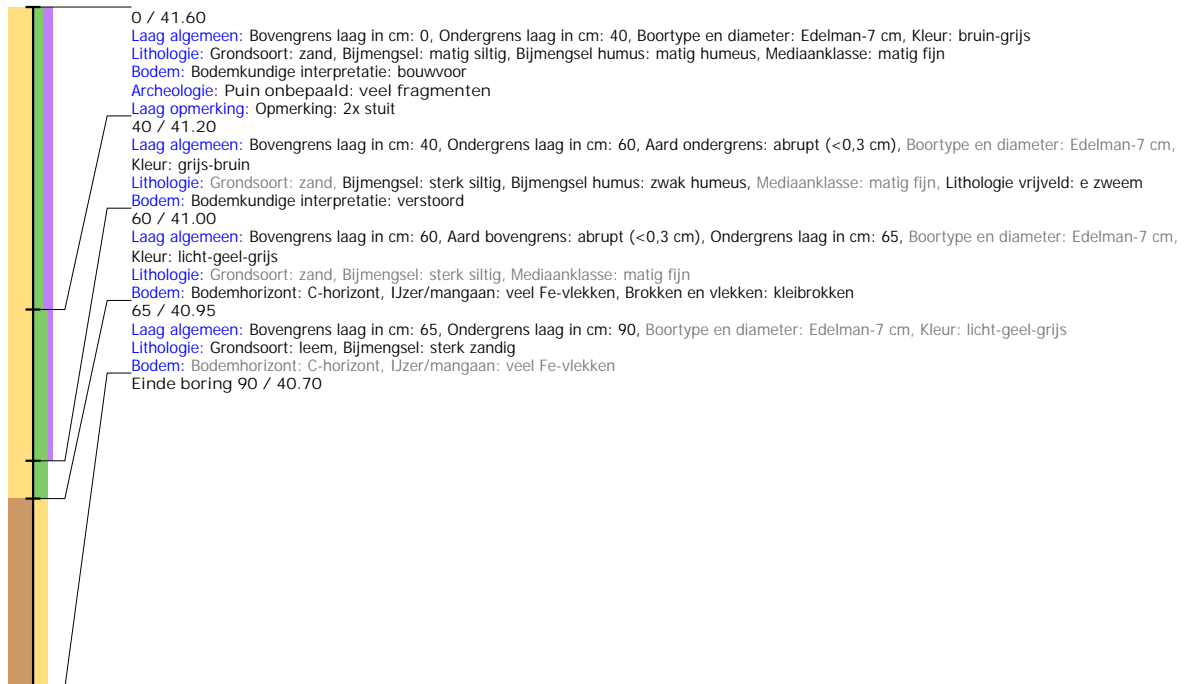 0 / 41.60
Laag algemeen: Bovengrens laag in cm: 0, Ondergrens laag in cm: 40, Boortype en diameter: Edelman-7 cm, Kleur: bruin-grijs
Lithologie: Grondsoort: zand, Bijmengsel: matig siltig, Bijmengsel humus: matig humeus, Mediaanklasse: matig fijn
Bodem: Bodemkundige interpretatie: bouwvoor
Archeologie: Puin onbepaald: veel fragmenten
Laag opmerking: Opmerking: 2x stuit
40 / 41.20
Laag algemeen: Bovengrens laag in cm: 40, Ondergrens laag in cm: 60, Aard ondergrens: abrupt (<0,3 cm), Boortype en diameter: Edelman-7 cm,
Kleur: grijs-bruin
Lithologie: Grondsoort: zand, Bijmengsel: sterk siltig, Bijmengsel humus: zwak humeus, Mediaanklasse: matig fijn, Lithologie vrijveld: e zweem
Bodem: Bodemkundige interpretatie: verstoord
60 / 41.00
Laag algemeen: Bovengrens laag in cm: 60, Aard bovengrens: abrupt (<0,3 cm), Ondergrens laag in cm: 65, Boortype en diameter: Edelman-7 cm,
Kleur: licht-geel-grijs
Lithologie: Grondsoort: zand, Bijmengsel: sterk siltig, Mediaanklasse: matig fijn
Bodem: Bodemhorizont: C-horizont, IJzer/mangaan: veel Fe-vlekken, Brokken en vlekken: kleibrokken
65 / 40.95
Laag algemeen: Bovengrens laag in cm: 65, Ondergrens laag in cm: 90, Boortype en diameter: Edelman-7 cm, Kleur: licht-geel-grijs
Lithologie: Grondsoort: leem, Bijmengsel: sterk zandig
Bodem: Bodemhorizont: C-horizont, IJzer/mangaan: veel Fe-vlekken
Einde boring 90 / 40.70